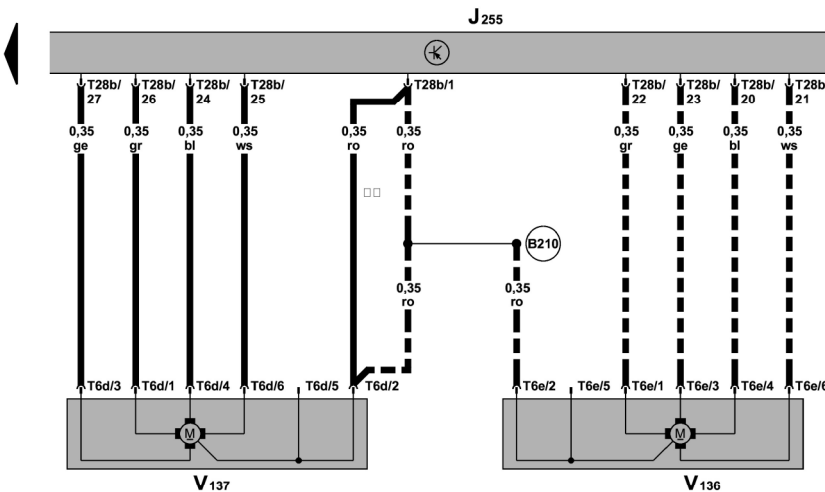 J255
T28b/27 T28b/26 T28b/24 T28b/25 T28b/1 T28b/22 T28b/23 T28b/20 T28b/21
0,35 0,35 0,35 0,35 0,35 0,35 0,35 0,35 0,35 0,35
ge gr bl ws ro ro gr ge bl ws
B210
0,35 0,35
ro ro
T6d/3 T6d/1 T6d/4 T6d/6 T6d/5 T6d/2 T6e/2 T6e/5 T6e/1 T6e/3 T6e/4 T6e/6
M M
V137 V136